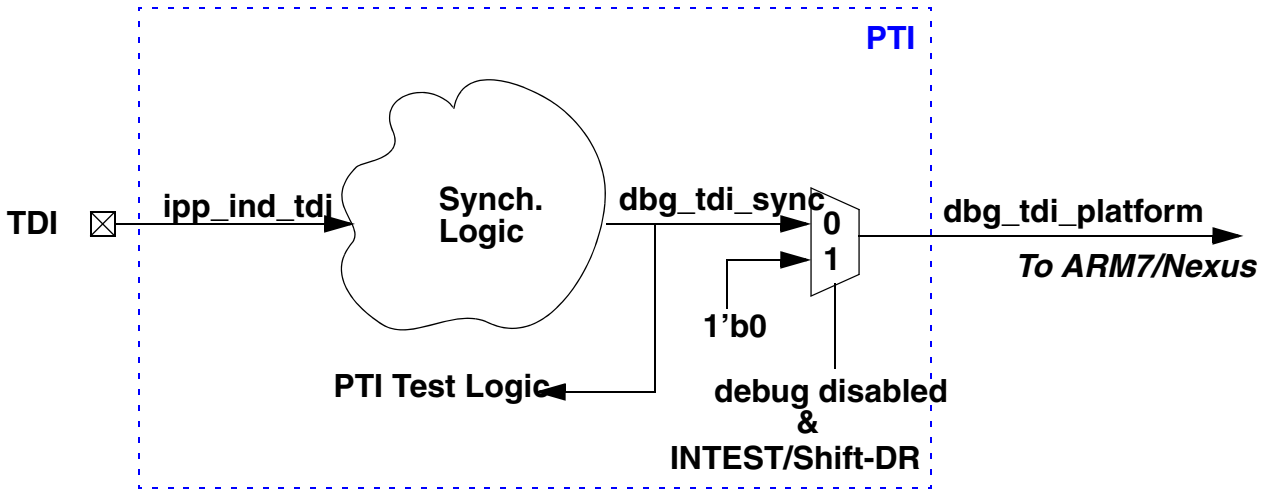 PTI
TDI
ipp_ind_tdi
Synch.
Logic
dbg_tdi_sync
0
1
dbg_tdi_platform
To ARM7/Nexus
1'b0
PTI Test Logic
debug disabled
&
INTEST/Shift-DR